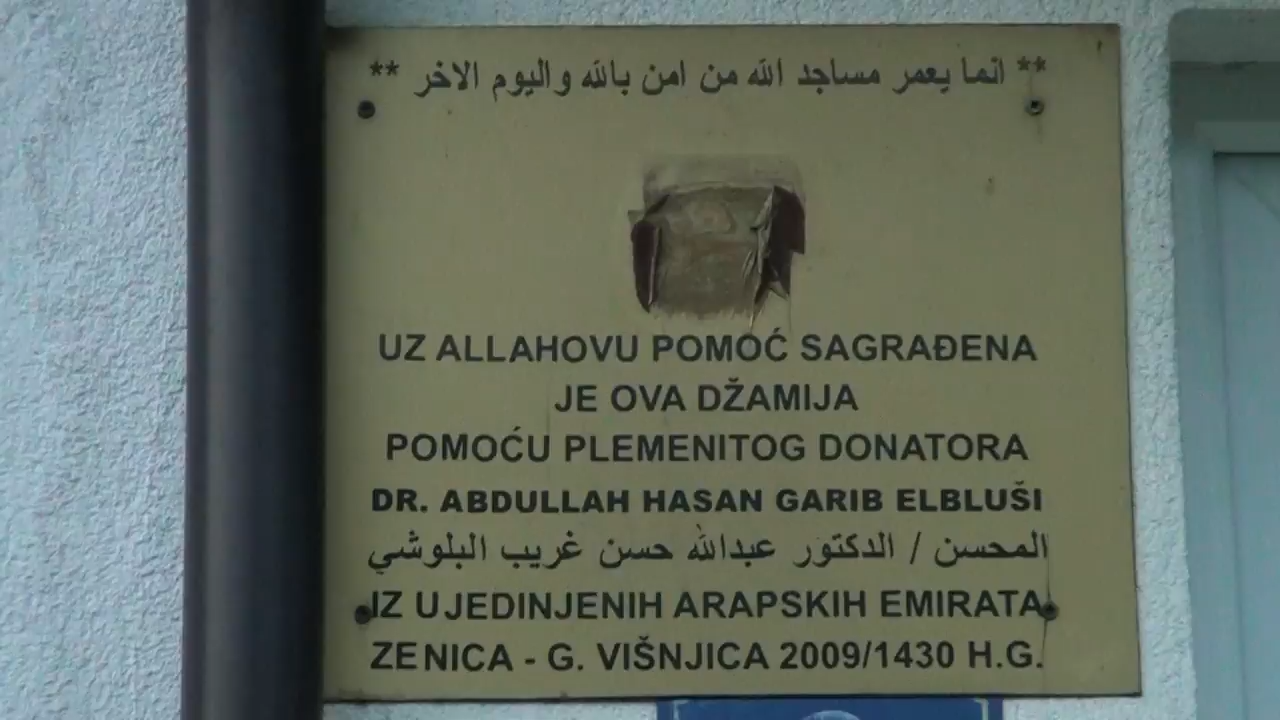 ** انما يعمر مساجد الله من امن بالله واليوم الاخر **
UZ ALLAHOVU POMOĆ SAGRAĐENA
JE OVA DŽAMIJA
POMOĆU PLEMENITOG DONATORA
DR. ABDULLAH HASAN GARIB ELBLUŠI
المحسن / الدكتور عبدالله حسن غريب البلوشي
IZ UJEDINJENIH ARAPSKIH EMIRATA
ZENICA - G. VIŠNJICA 2009/1430 H.G.